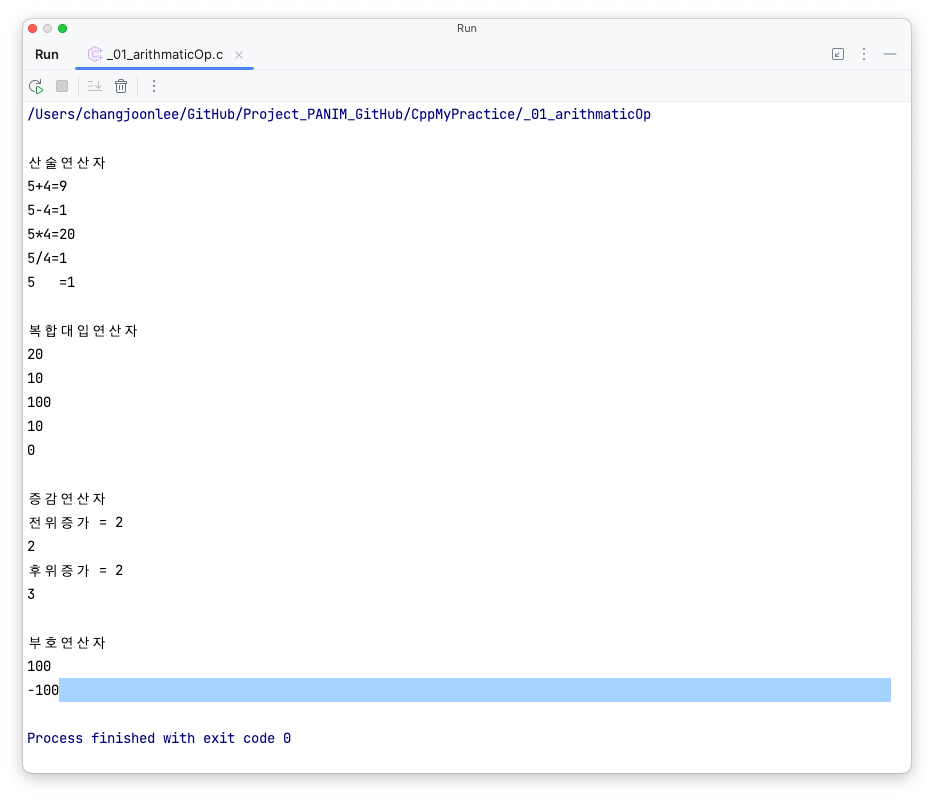 Run
Run _01_arithmaticOp.c
/Users/changjoonlee/GitHub/Project_PANIM_GitHub/CppMyPractice/_01_arithmaticOp
산술연산자
5+4=9
5-4=1
5*4=20
5/4=1
5   =1
복합대입연산자
20
10
100
10
0
증감연산자
전위증가 = 2
2
후위증가 = 2
3
부호연산자
100
-100
Process finished with exit code 0